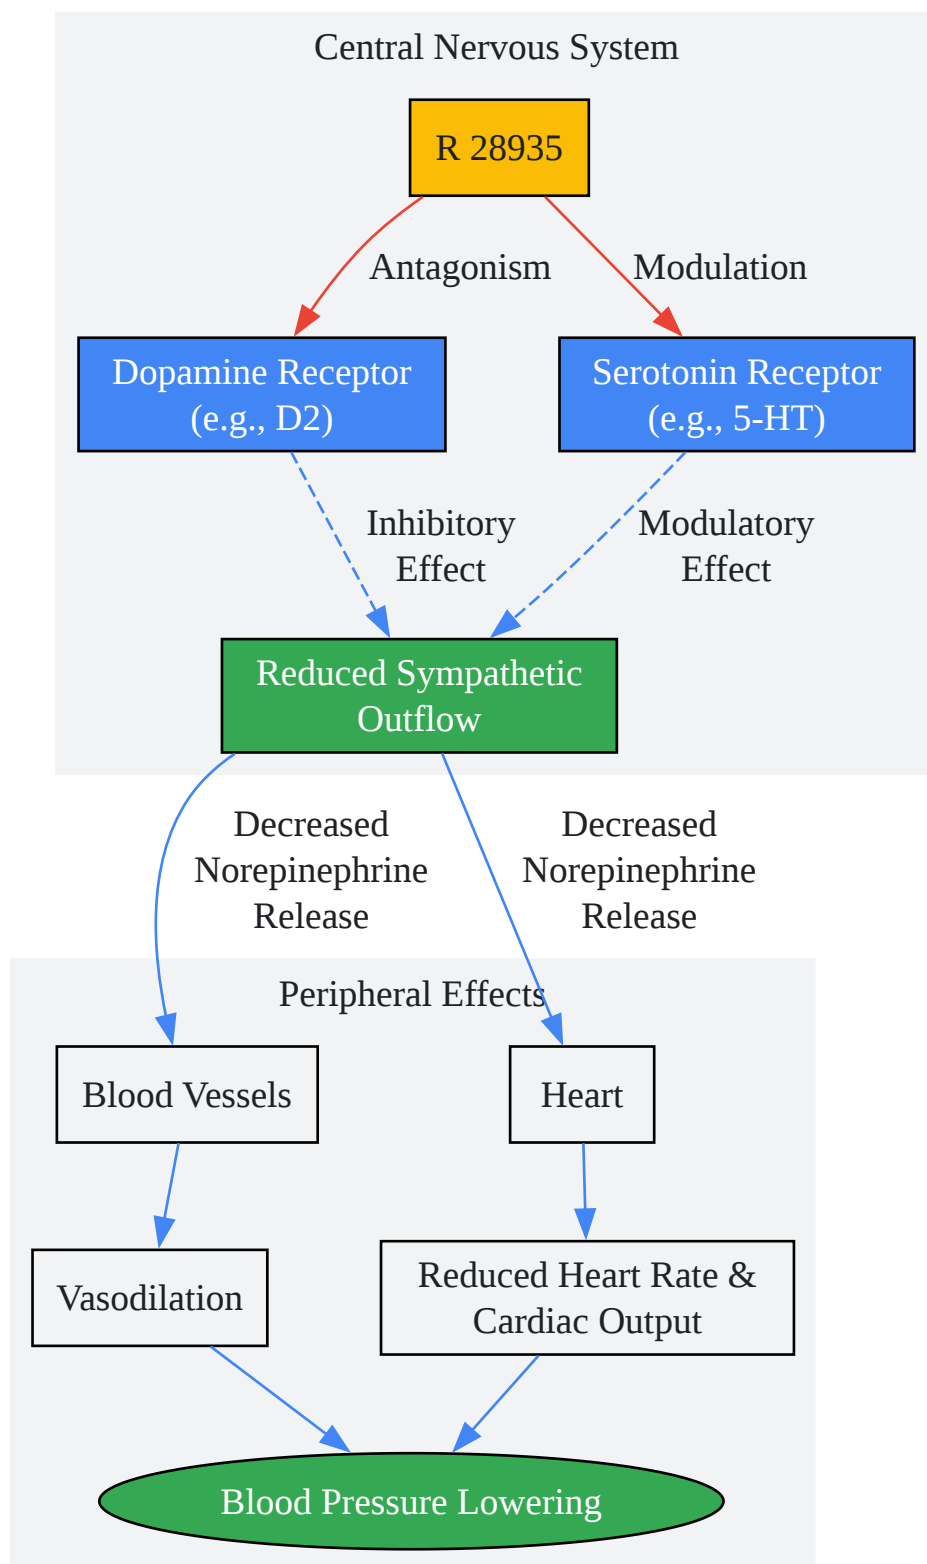 Central Nervous System
R 28935
Antagonism
Modulation
Dopamine Receptor
(e.g., D2)
Serotonin Receptor
(e.g., 5-HT)
Inhibitory
Effect
Modulatory
Effect
Reduced Sympathetic
Outflow
Decreased
Norepinephrine
Release
Decreased
Norepinephrine
Release
Peripheral Effects
Blood Vessels
Heart
Vasodilation
Reduced Heart Rate &
Cardiac Output
Blood Pressure Lowering